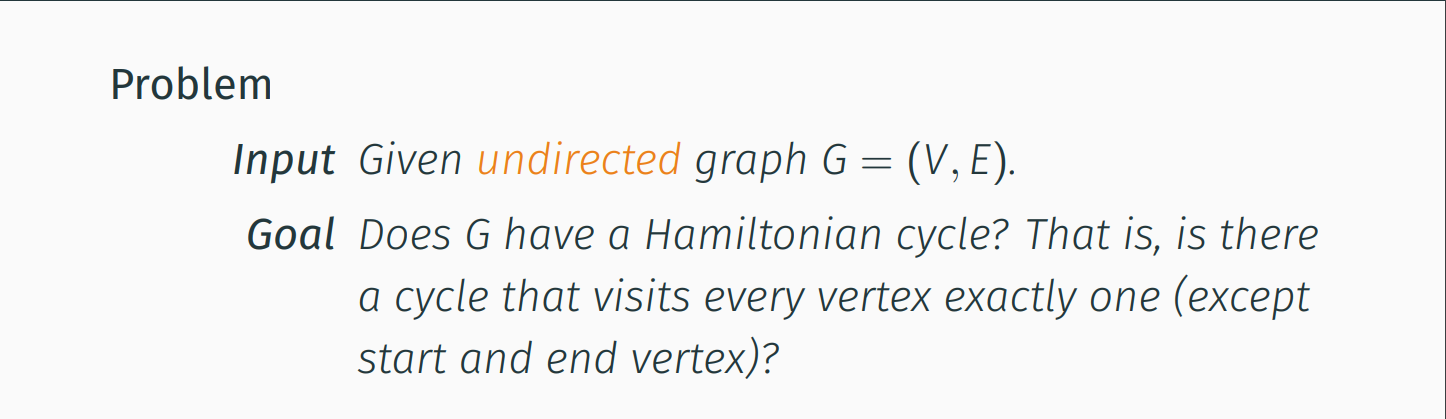 Problem
Input Given undirected graph G = (V, E).
Goal Does G have a Hamiltonian cycle? That is, is there
a cycle that visits every vertex exactly one (except
start and end vertex)?